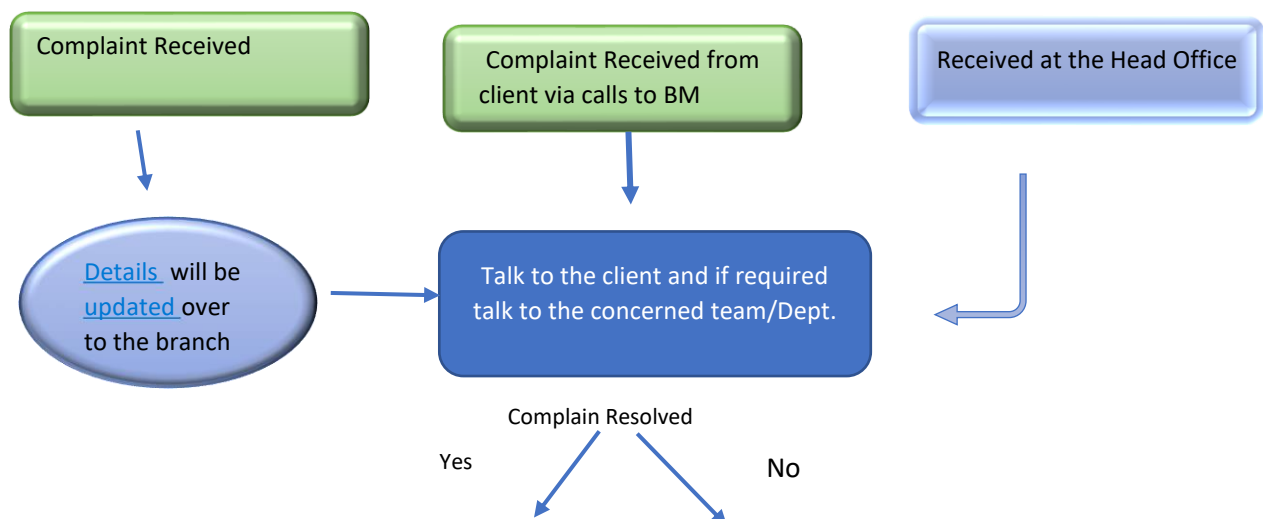 Complaint Received
Complaint Received from
client via calls to BM
Received at the Head Office
Details will be
updated over
to the branch
Talk to the client and if required
talk to the concerned team/Dept.
Complain Resolved
Yes
No